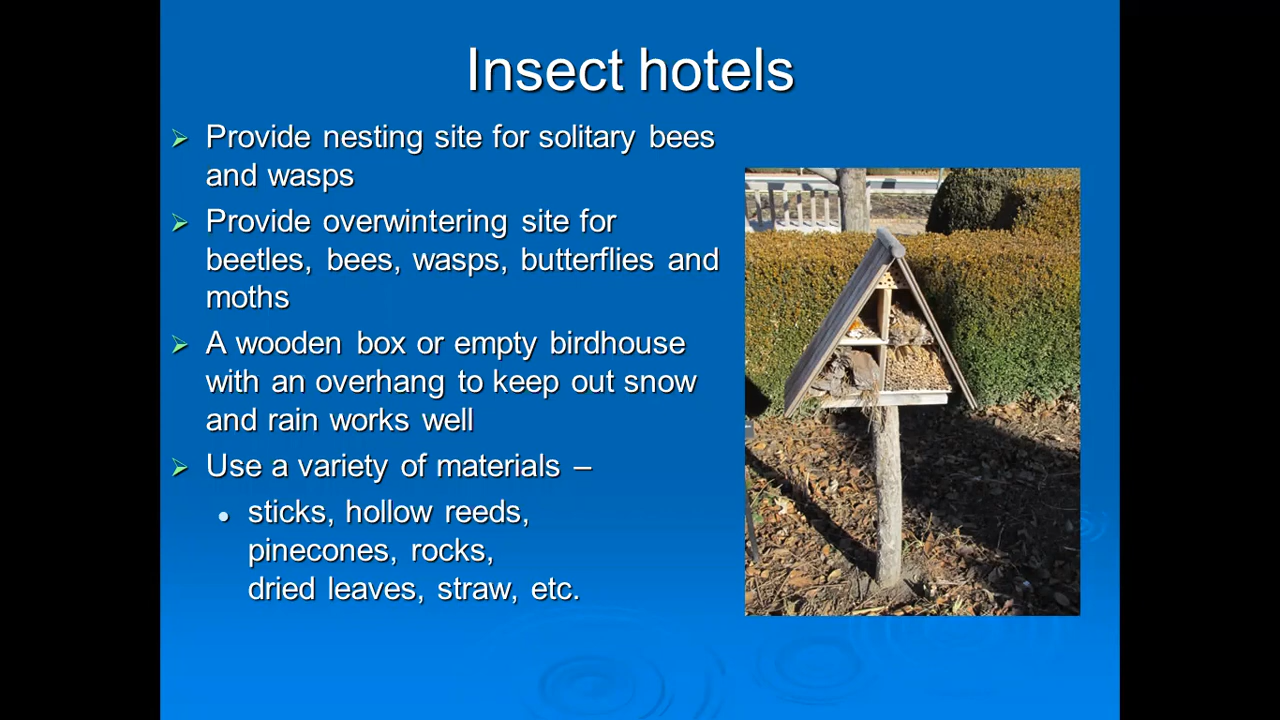 Insect hotels
Provide nesting site for solitary bees
and wasps
Provide overwintering site for
beetles, bees, wasps, butterflies and
moths
A wooden box or empty birdhouse
with an overhang to keep out snow
and rain works well
Use a variety of materials –
sticks, hollow reeds,
pinecones, rocks,
dried leaves, straw, etc.